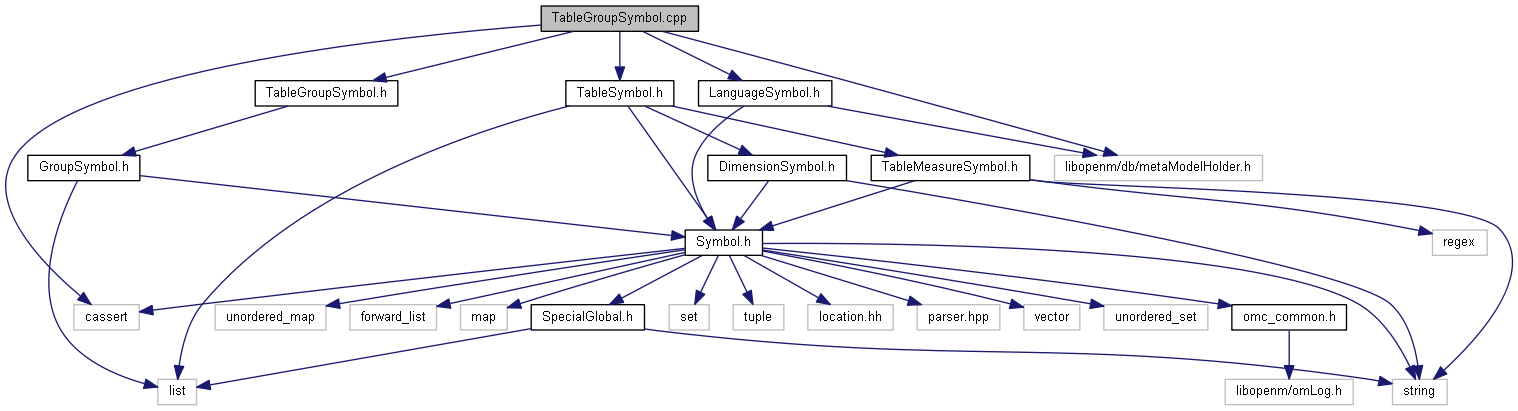 TableGroupSymbol.cpp
TableGroupSymbol.h
TableSymbol.h
LanguageSymbol.h
GroupSymbol.h
DimensionSymbol.h
TableMeasureSymbol.h
libopenm/db/metaModelHolder.h
Symbol.h
regex
cassert
unordered_map
forward_list
map
SpecialGlobal.h
set
tuple
location.hh
parser.hpp
vector
unordered_set
omc_common.h
list
libopenm/omLog.h
string